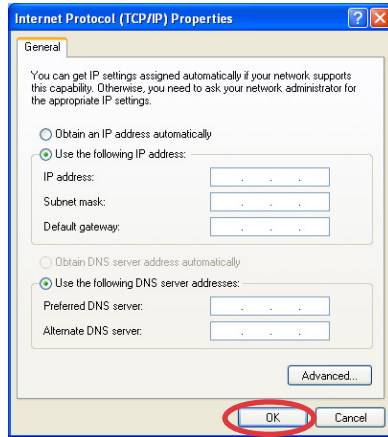 Internet Protocol (TCP/IP) Properties
General
You can get IP settings assigned automatically if your network supports
this capability. Otherwise, you need to ask your network administrator for
the appropriate IP settings.
Obtain an IP address automatically
Use the following IP address:
IP address:
Subnet mask:
Default gateway:
Obtain DNS server address automatically
Use the following DNS server addresses:
Preferred DNS server:
Alternate DNS server:
Advanced...
OK Cancel